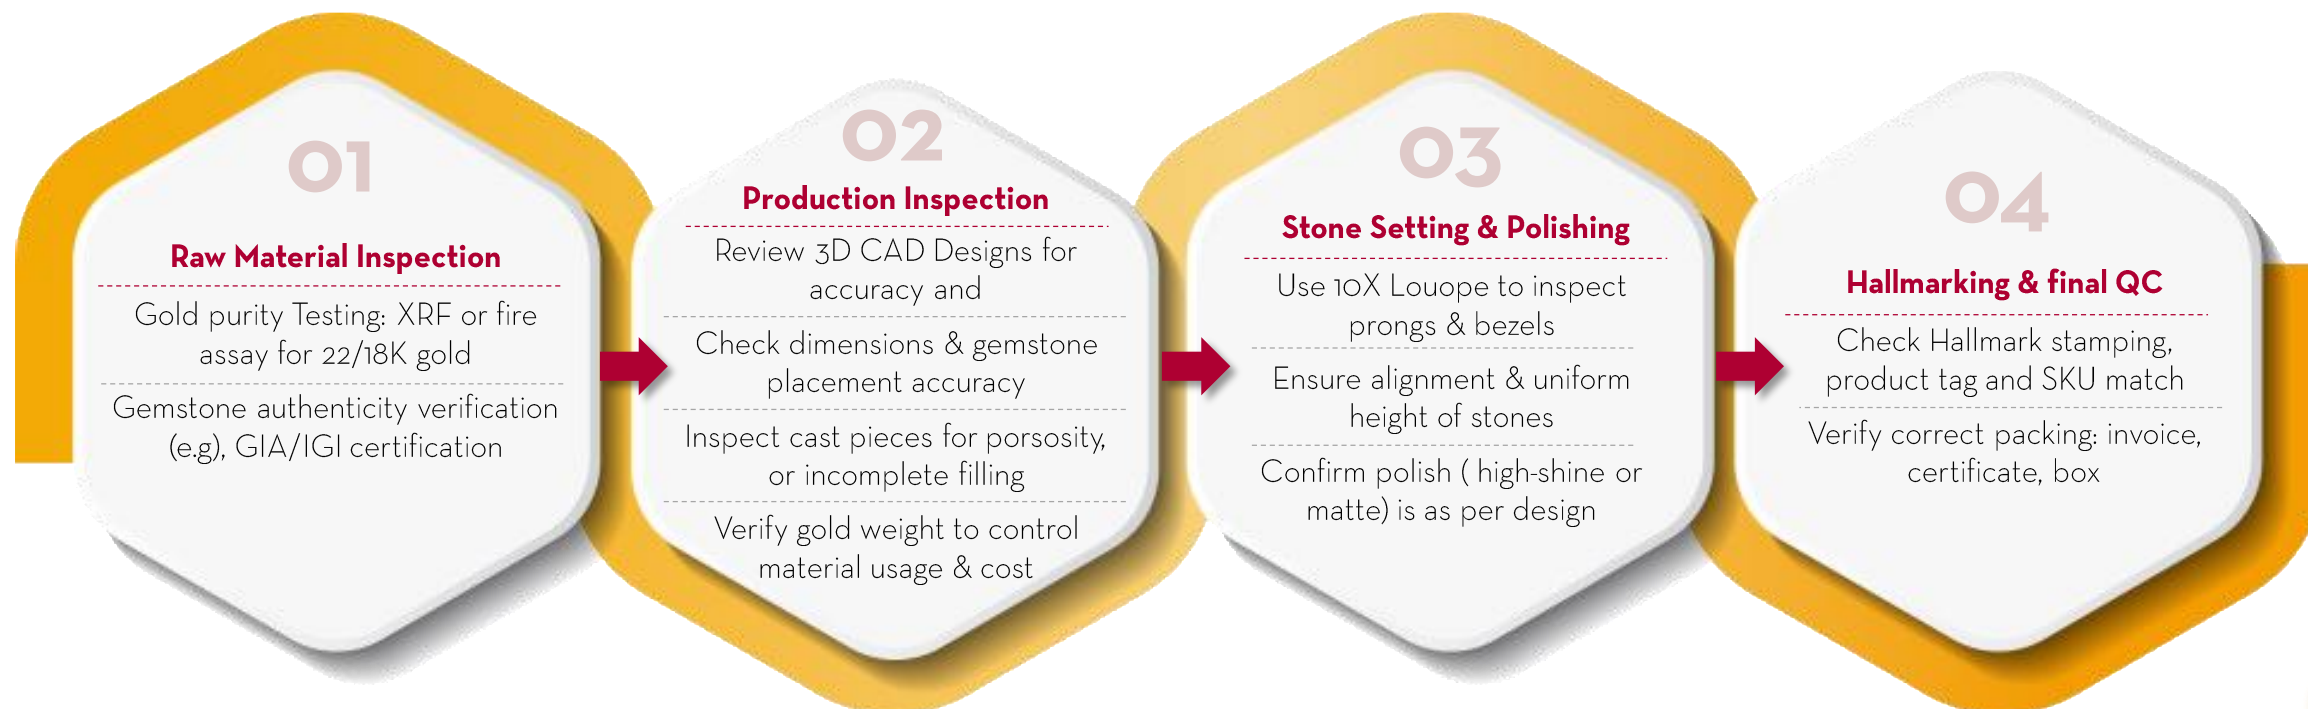 01
Raw Material Inspection
Gold purity Testing: XRF or fire
assay for 22/18K gold
Gemstone authenticity verification
(e.g), GIA/IGI certification
02
Production Inspection
Review 3D CAD Designs for
accuracy and
Check dimensions & gemstone
placement accuracy
Inspect cast pieces for porsosity,
or incomplete filling
Verify gold weight to control
material usage & cost
03
Stone Setting & Polishing
Use 10X Louope to inspect
prongs & bezels
Ensure alignment & uniform
height of stones
Confirm polish ( high-shine or
matte) is as per design
04
Hallmarking & final QC
Check Hallmark stamping,
product tag and SKU match
Verify correct packing: invoice,
certificate, box